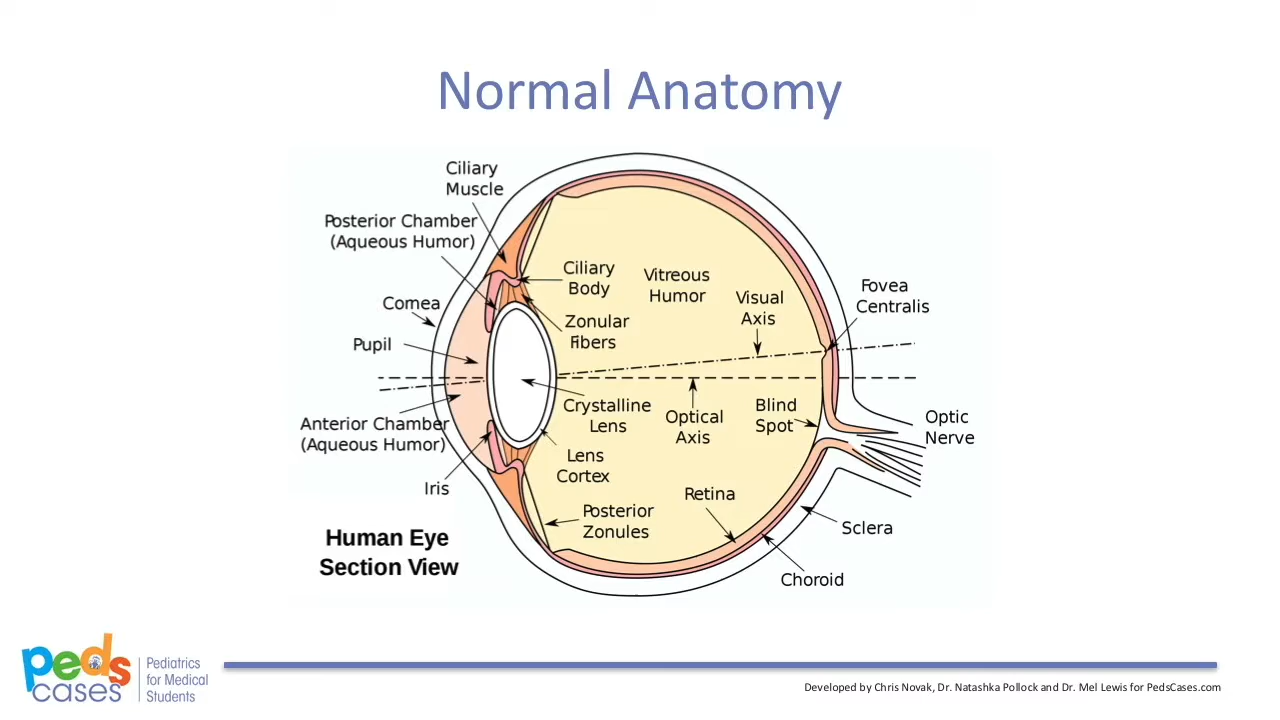 Normal Anatomy
Ciliary
Muscle
Posterior Chamber
(Aqueous Humor)
Cornea
Pupil
Anterior Chamber
(Aqueous Humor)
Iris
Human Eye
Section View
Ciliary
Body
Zonular
Fibers
Vitreous
Humor
Visual
Axis
Crystalline
Lens
Optical
Axis
Blind
Spot
Lens
Cortex
Posterior
Zonules
Retina
Fovea
Centralis
Optic
Nerve
Sclera
Choroid
peds
cases
Pediatrics
for Medical
Students
Developed by Chris Novak, Dr. Natashka Pollock and Dr. Mel Lewis for PedsCases.com